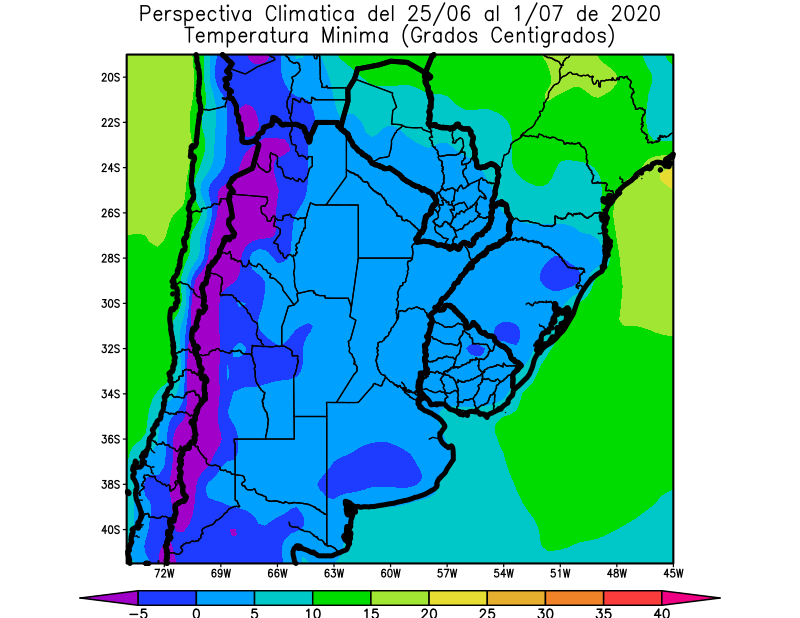 Perspectiva Climatica del 25/06 al 1/07 de 2020
Temperatura Minima (Grados Centigrados)
20S
22S
24S
26S
28S
30S
32S
34S
36S
38S
40S
72W 69W 66W 63W 60W 57W 54W 51W 48W 45W
-5 0 5 10 15 20 25 30 35 40